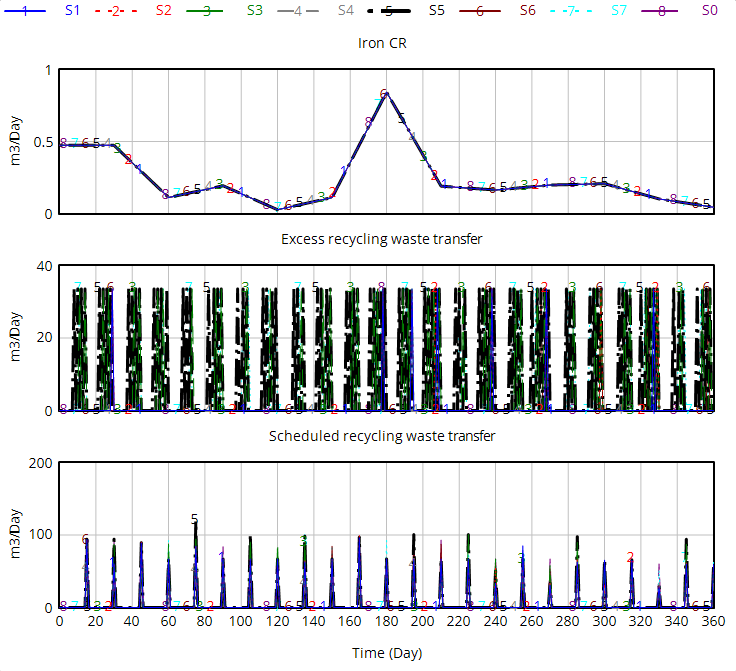 1 S1 2 S2 3 S3 4 S4 5 S5 6 S6 7 S7 8 S0
Iron CR
1
0.5
0
m3/Day
Excess recycling waste transfer
40
20
0
m3/Day
Scheduled recycling waste transfer
200
100
0
m3/Day
0 20 40 60 80 100 120 140 160 180 200 220 240 260 280 300 320 340 360
Time (Day)